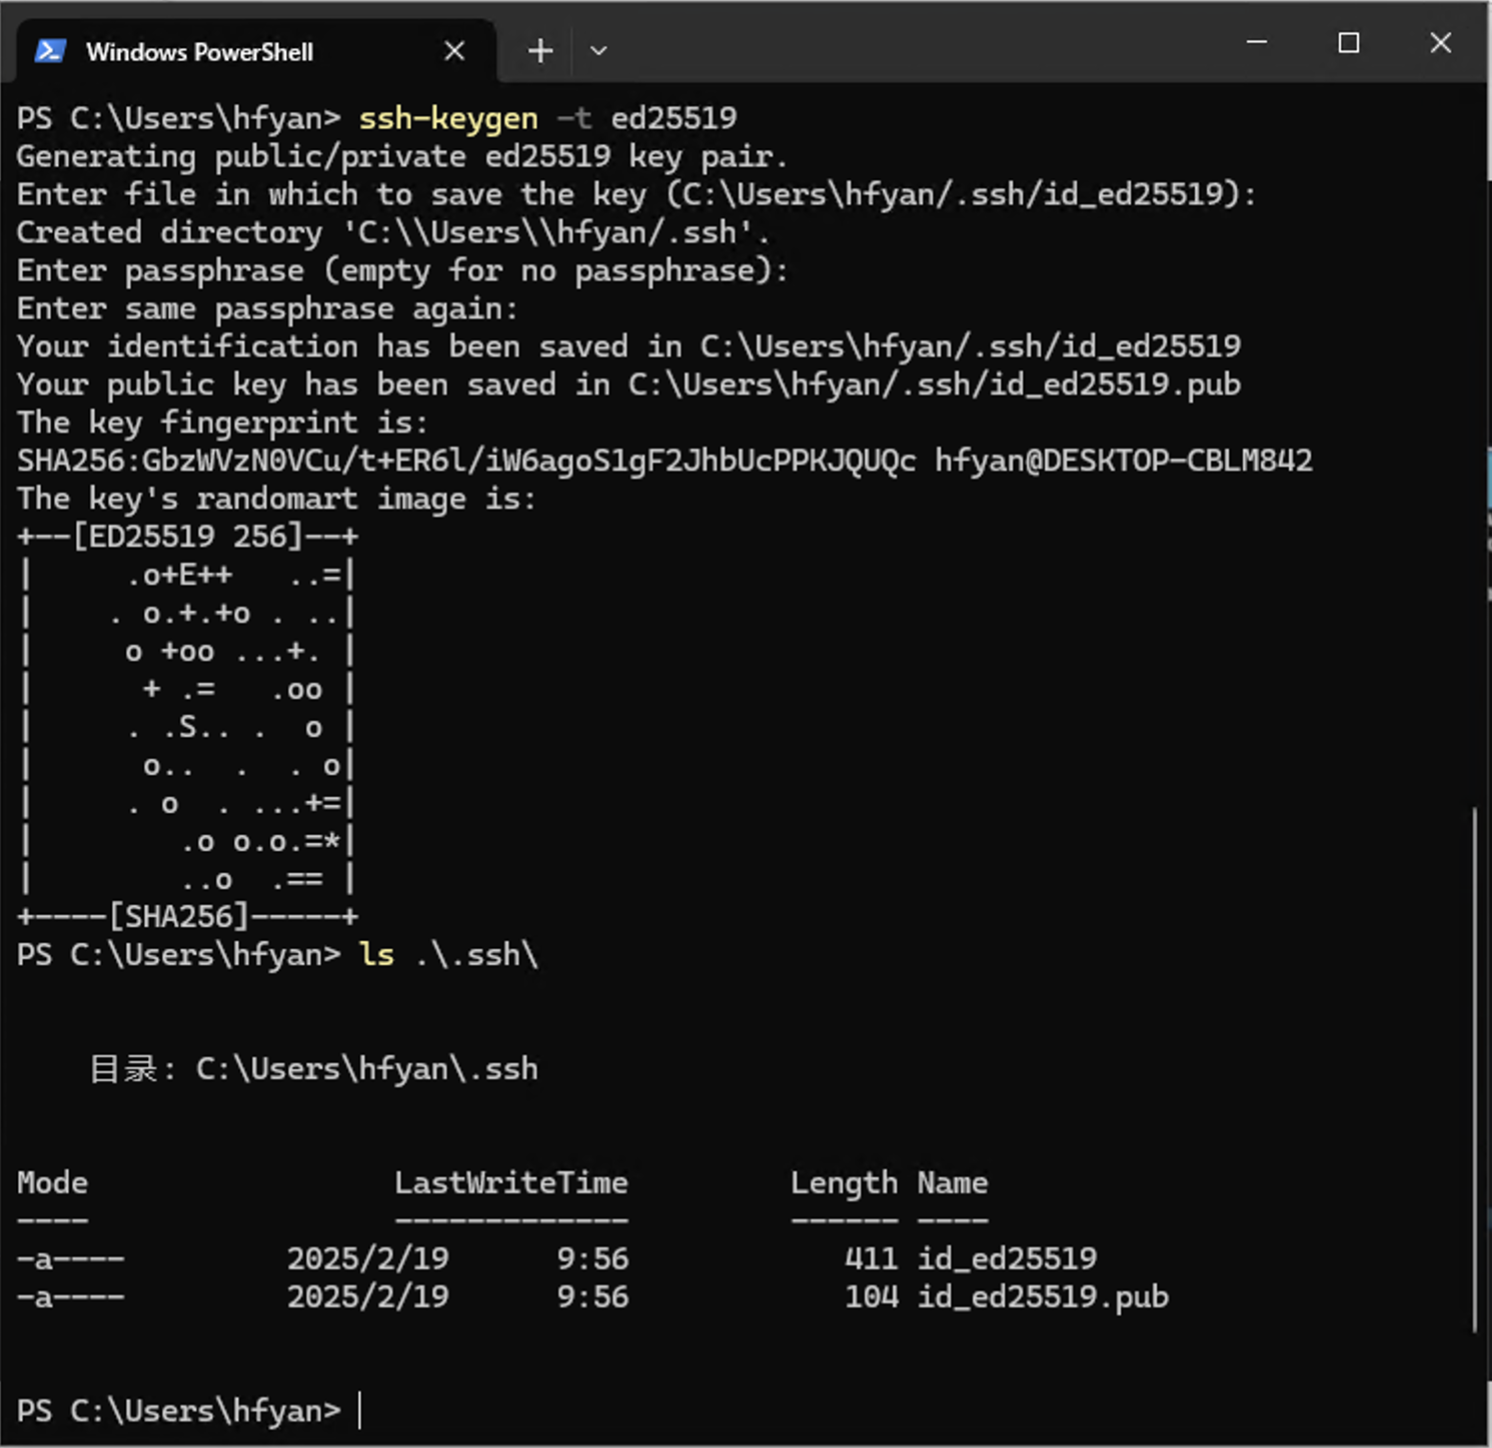 Windows PowerShell
PS C:\Users\hfyan> ssh-keygen -t ed25519
Generating public/private ed25519 key pair.
Enter file in which to save the key (C:\Users\hfyan/.ssh/id_ed25519):
Created directory 'C:\\Users\\hfyan/.ssh'.
Enter passphrase (empty for no passphrase):
Enter same passphrase again:
Your identification has been saved in C:\Users\hfyan/.ssh/id_ed25519
Your public key has been saved in C:\Users\hfyan/.ssh/id_ed25519.pub
The key fingerprint is:
SHA256:GbzWVzN0VCu/t+ER6l/iW6agoS1gF2JhbUcPPKJQUQc hfyan@DESKTOP-CBLM842
The key's randomart image is:
+--[ED25519 256]--+
|     .o+E++   ..=|
|    . o.+.+o . ..|
|     o +oo ...+. |
|      + .=   .oo |
|     . .S.. .  o |
|      o..  .  . o|
|     . o  . ...+=|
|        .o o.o.=*|
|        ..o  .== |
+----[SHA256]-----+
PS C:\Users\hfyan> ls .\.ssh\
目录: C:\Users\hfyan\.ssh
Mode                 LastWriteTime         Length Name
----                 -------------         ------ ----
-a----         2025/2/19      9:56            411 id_ed25519
-a----         2025/2/19      9:56            104 id_ed25519.pub
PS C:\Users\hfyan>